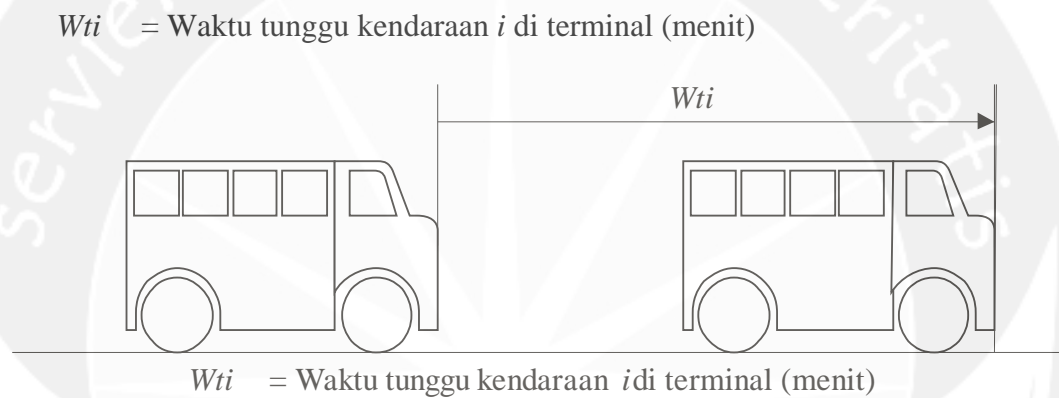 Wti = Waktu tunggu kendaraan i di terminal (menit)
Wti
Wti = Waktu tunggu kendaraan idi terminal (menit)